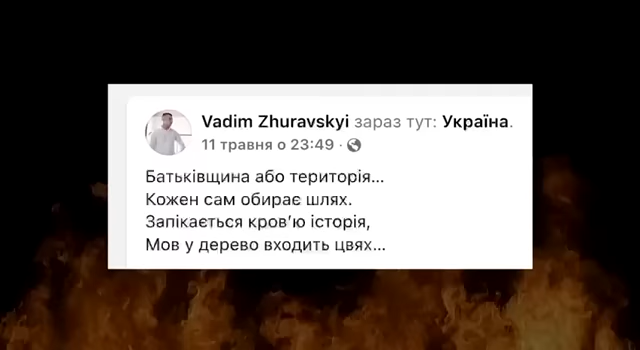 Vadim Zhuravskyi зараз тут: Україна.
11 травня о 23:49 ·
Батьківщина або територія...
Кожен сам обирає шлях.
Запікається кров’ю історія,
Мов у дерево входить цвях...